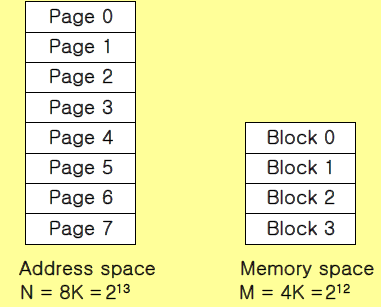 Page 0
Page 1
Page 2
Page 3
Page 4
Page 5
Page 6
Page 7
Address space
N = 8K = 2¹³
Block 0
Block 1
Block 2
Block 3
Memory space
M = 4K = 2¹²